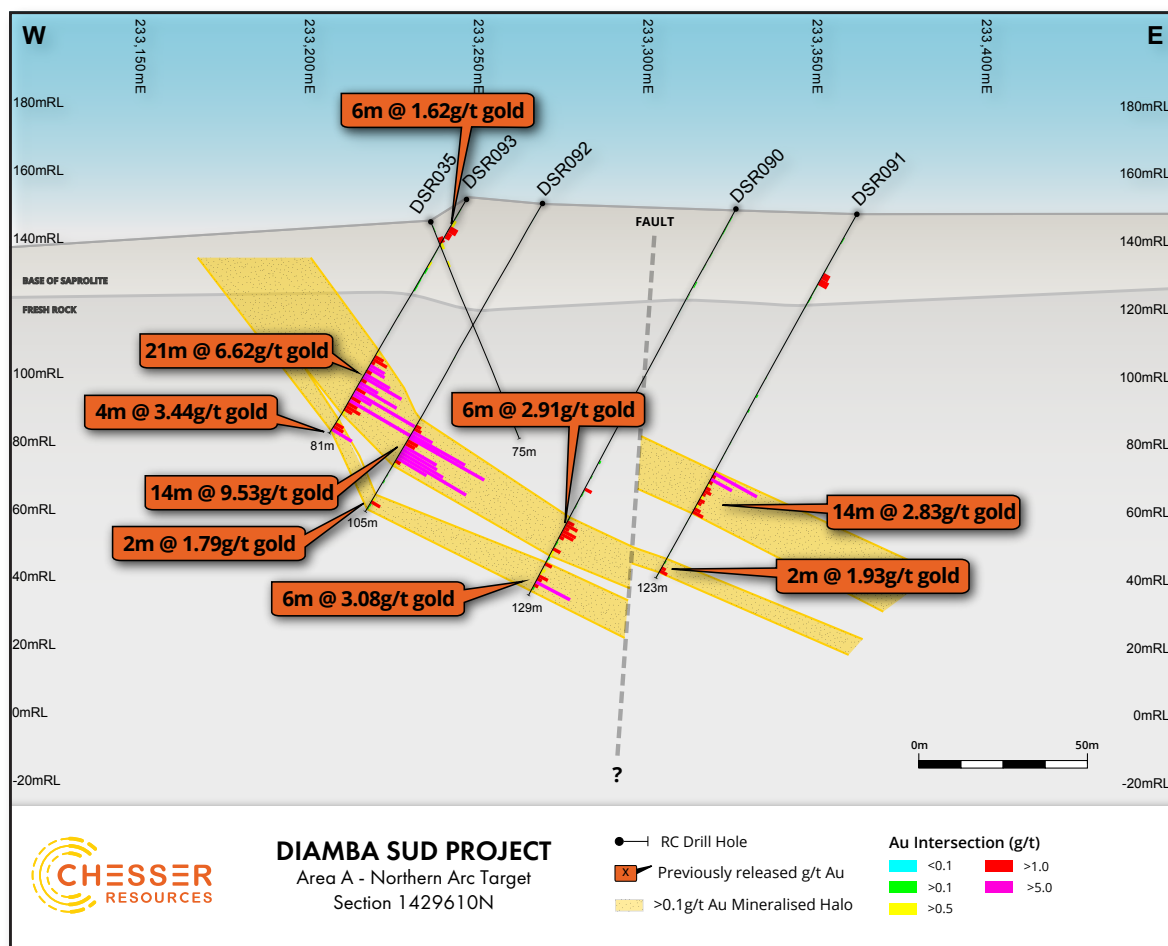 W
E
233,150mE
233,200mE
233,250mE
233,300mE
233,350mE
233,400mE
180mRL
180mRL
6m @ 1.62g/t gold
160mRL
160mRL
DSR035
DSR093
DSR092
DSR090
DSR091
FAULT
140mRL
140mRL
BASE OF SAPROLITE
FRESH ROCK
120mRL
120mRL
21m @ 6.62g/t gold
100mRL
100mRL
4m @ 3.44g/t gold
6m @ 2.91g/t gold
80mRL
80mRL
81m
75m
14m @ 9.53g/t gold
14m @ 2.83g/t gold
60mRL
60mRL
105m
2m @ 1.79g/t gold
2m @ 1.93g/t gold
40mRL
40mRL
6m @ 3.08g/t gold
129m
123m
20mRL
20mRL
0mRL
0mRL
0m
50m
?
-20mRL
-20mRL
CHESSER
RESOURCES
DIAMBA SUD PROJECT
Area A - Northern Arc Target
Section 1429610N
RC Drill Hole
X
Previously released g/t Au
>0.1g/t Au Mineralised Halo
Au Intersection (g/t)
<0.1
>1.0
>0.1
>5.0
>0.5